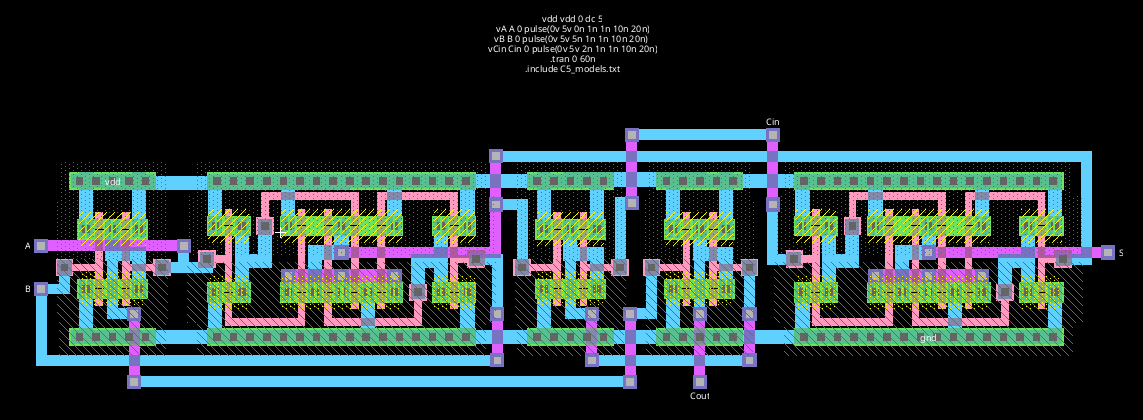 vdd vdd 0 dc 5
vA A 0 pulse(0v 5v 0n 1n 1n 10n 20n)
vB B 0 pulse(0v 5v 5n 1n 1n 10n 20n)
vCin Cin 0 pulse(0v 5v 2n 1n 1n 10n 20n)
.tran 0 60n
.include C5_models.txt
Cin
vdd
A
S
B
gnd
Cout